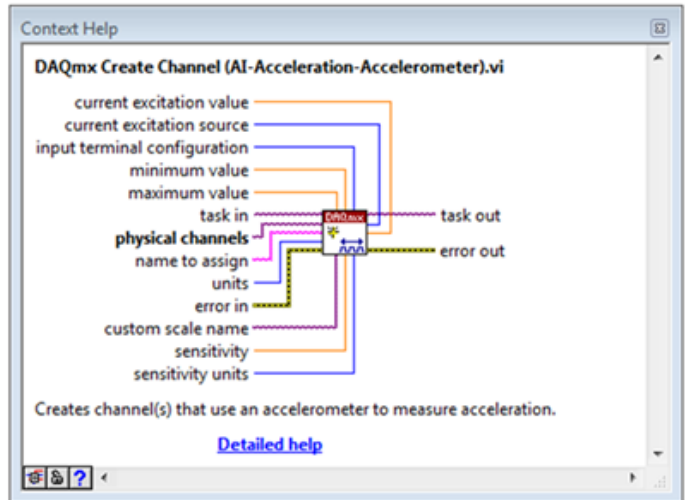 Context Help
DAQmx Create Channel (AI-Acceleration-Accelerometer).vi
current excitation value
current excitation source
input terminal configuration
minimum value
maximum value
task in
DAQmx
task out
physical channels
name to assign
error out
units
error in
custom scale name
sensitivity
sensitivity units
Creates channel(s) that use an accelerometer to measure acceleration.
Detailed help
?